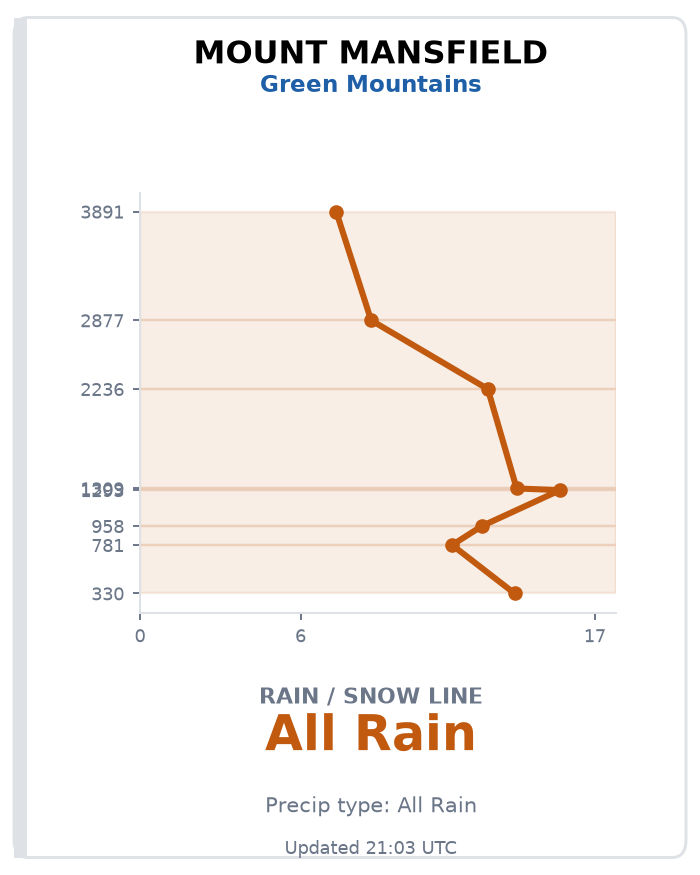 MOUNT MANSFIELD
Green Mountains
3891
2877
2236
958
781
330
0 6 17
RAIN / SNOW LINE
All Rain
Precip type: All Rain
Updated 21:03 UTC